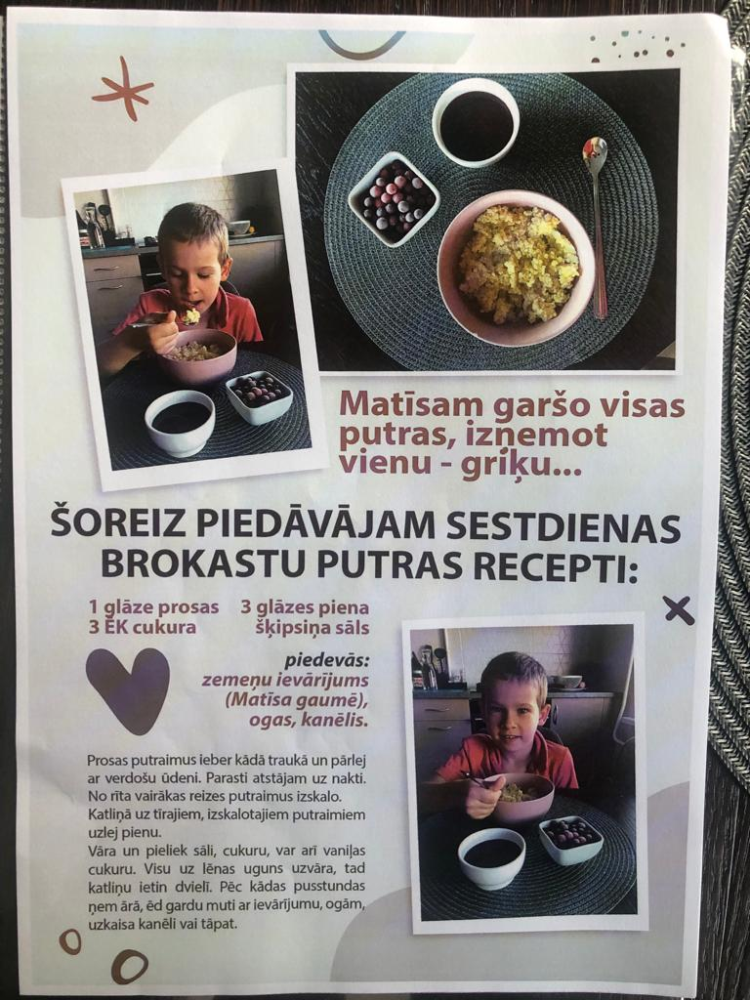 Matīsam garšo visas
putras, izņemot
vienu - griķu...
ŠOREIZ PIEDĀVĀJAM SESTDIENAS
BROKASTU PUTRAS RECEPTI:
1 glāze prosas
3 ĒK cukura
3 glāzes piena
šķipsiņa sāls
piedevās:
zemeņu ievārījums
(Matīsa gaumē),
ogas, kanēlis.
Prosas putraimus ieber kādā traukā un pārlej
ar verdošu ūdeni. Parasti atstājam uz nakti.
No rīta vairākas reizes putraimus izskalo.
Katliņā uz tīrajiem, izskalotajiem putraimiem
uzlej pienu.
Vāra un pieliek sāli, cukuru, var arī vaniļas
cukuru. Visu uz lēnas uguns uzvāra, tad
katliņu ietin dvielī. Pēc kādas pusstundas
ņem ārā, ēd gardu muti ar ievārījumu, ogām,
uzkaisa kanēli vai tāpat.